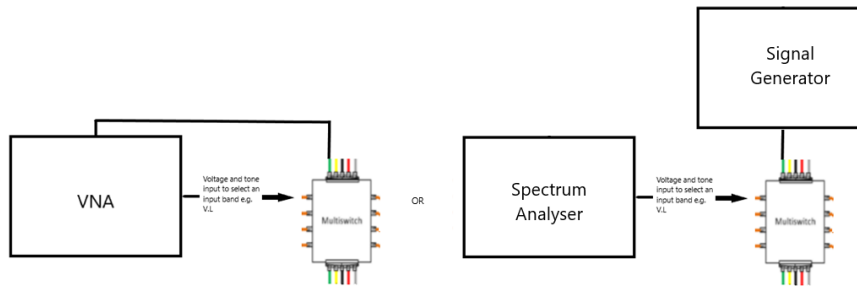 Signal
Generator
VNA
Voltage and tone
input to select an
input band e.g.
V.L
Multiswitch
OR
Spectrum
Analyser
Voltage and tone
input to select an
input band e.g.
V.L
Multiswitch